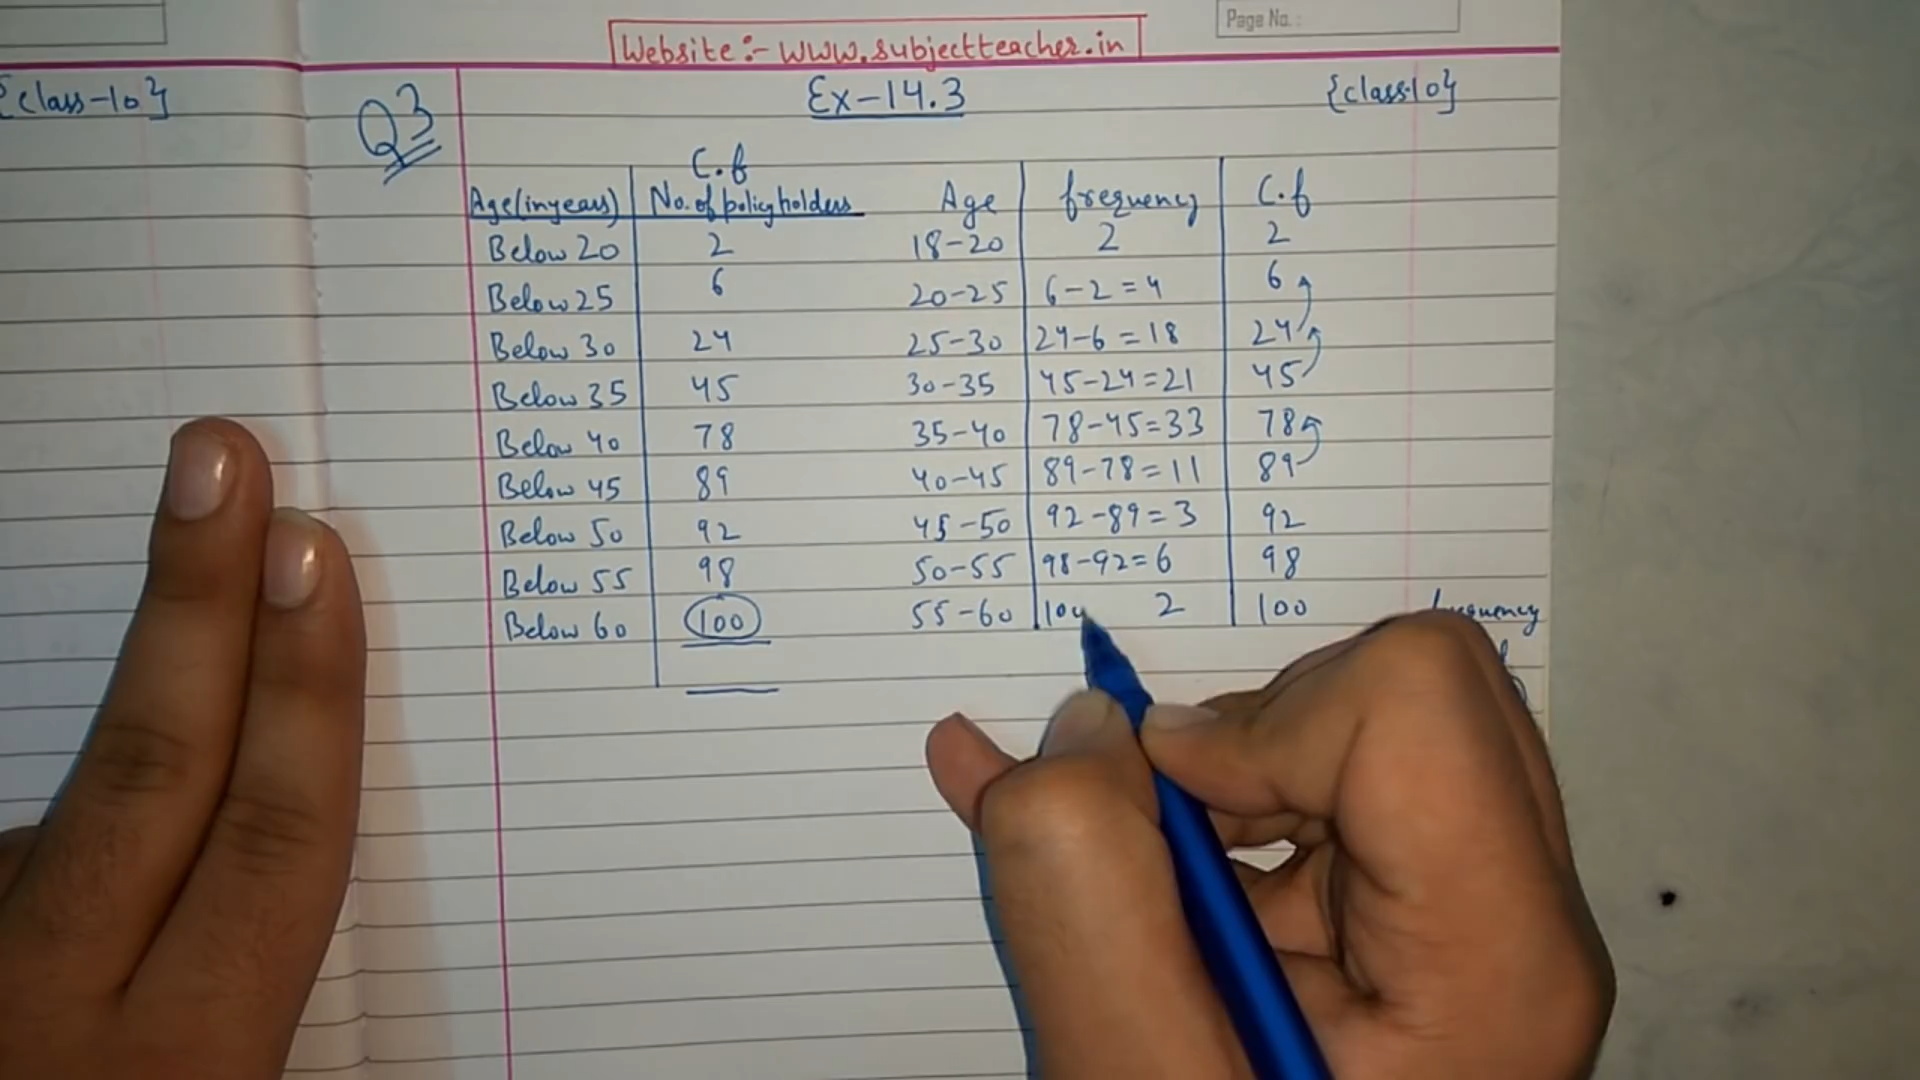 Page No. :
Website :- www.subjectteacher.in
{class-10}
Q3
Ex-14.3
{class-10}
C.f
Age(in years) No. of policy holders Age frequency C.f
Below 20 2 18-20 2 2
Below 25 6 20-25 6-2=4 6
Below 30 24 25-30 24-6=18 24
Below 35 45 30-35 45-24=21 45
Below 40 78 35-40 78-45=33 78
Below 45 89 40-45 89-78=11 89
Below 50 92 45-50 92-89=3 92
Below 55 98 50-55 98-92=6 98
Below 60 100 55-60 100 2 100 frequency